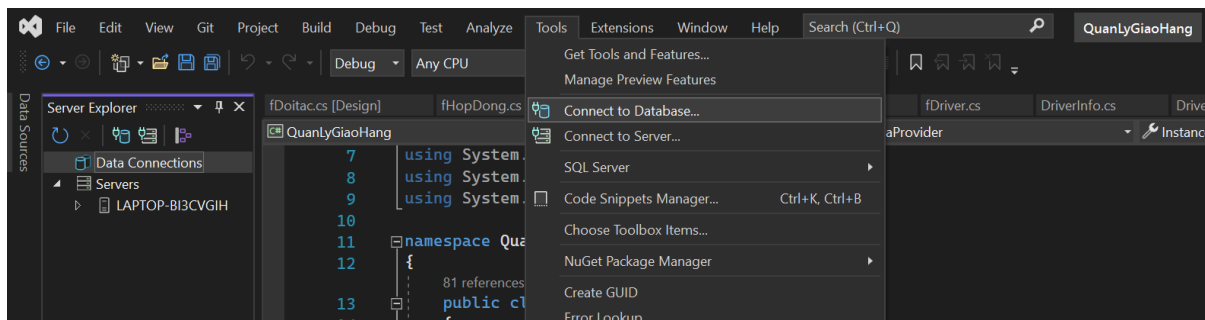 File Edit View Git Project Build Debug Test Analyze Tools Extensions Window Help Search (Ctrl+Q) QuanLyGiaoHang
Debug Any CPU
Data Sources
Server Explorer
Data Connections
Servers
LAPTOP-BI3CVGIH
fDoitac.cs [Design] fHopDong.cs fDriver.cs DriverInfo.cs Drive
QuanLyGiaoHang aProvider Instanc
7 using System.
8 using System.
9 using System.
10
11 namespace Qua
12 {
81 references
13 public cl
Get Tools and Features...
Manage Preview Features
Connect to Database...
Connect to Server...
SQL Server
Code Snippets Manager... Ctrl+K, Ctrl+B
Choose Toolbox Items...
NuGet Package Manager
Create GUID
Error Lookup